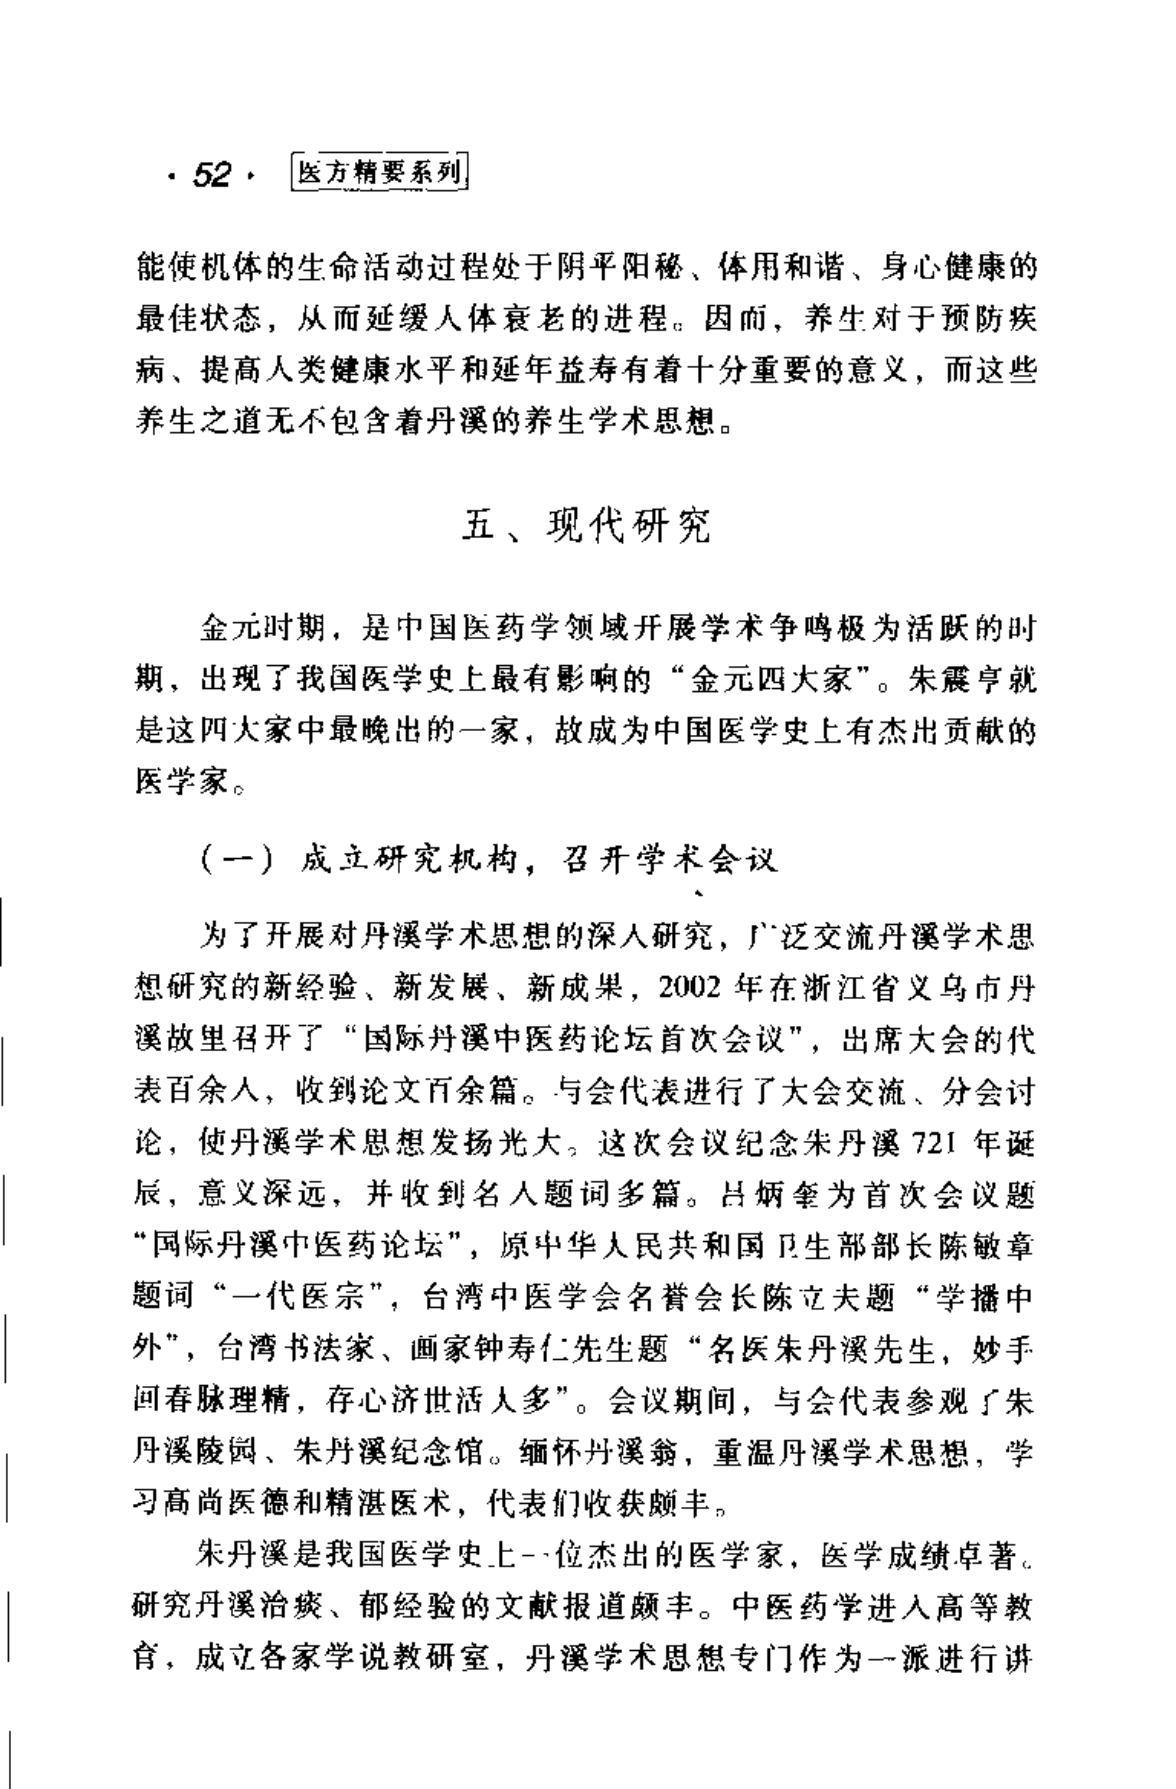 ·52· 医方精要系列
能使机体的生命活动过程处于阴平阳秘、体用和谐、身心健康的
最佳状态，从而延缓人体衰老的进程。因而，养生对于预防疾
病、提高人类健康水平和延年益寿有着十分重要的意义，而这些
养生之道无不包含着丹溪的养生学术思想。
五、现代研究
金元时期，是中国医药学领域开展学术争鸣极为活跃的时
期，出现了我国医学史上最有影响的“金元四大家”。朱震亨就
是这四大家中最晚出的一家，故成为中国医学史上有杰出贡献的
医学家。
（一）成立研究机构，召开学术会议
为了开展对丹溪学术思想的深入研究，广泛交流丹溪学术思
想研究的新经验、新发展、新成果，2002 年在浙江省义乌市丹
溪故里召开了“国际丹溪中医药论坛首次会议”，出席大会的代
表百余人，收到论文百余篇。与会代表进行了大会交流、分会讨
论，使丹溪学术思想发扬光大。这次会议纪念朱丹溪 721 年诞
辰，意义深远，并收到名人题词多篇。吕炳奎为首次会议题
“国际丹溪中医药论坛”，原中华人民共和国卫生部部长陈敏章
题词“一代医宗”，台湾中医学会名誉会长陈立夫题“学播中
外”，台湾书法家、画家钟寿仁先生题“名医朱丹溪先生，妙手
回春脉理精，存心济世活人多”。会议期间，与会代表参观了朱
丹溪陵园、朱丹溪纪念馆。缅怀丹溪翁，重温丹溪学术思想，学
习高尚医德和精湛医术，代表们收获颇丰。
朱丹溪是我国医学史上一位杰出的医学家，医学成绩卓著。
研究丹溪治痰、郁经验的文献报道颇丰。中医药学进入高等教
育，成立各家学说教研室，丹溪学术思想专门作为一派进行讲